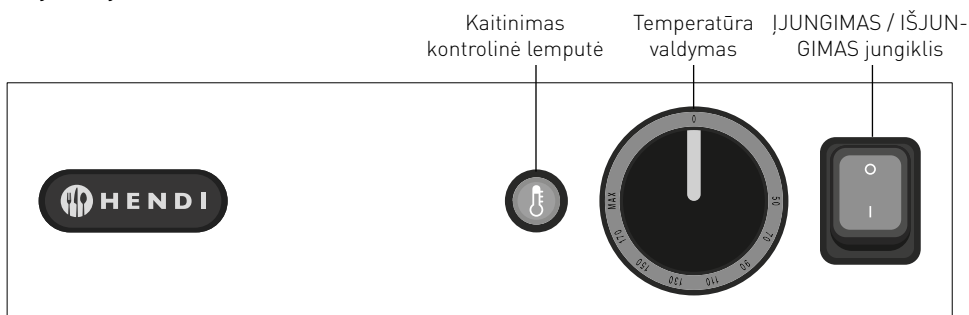 Kaitinimas
kontrolinė lemputė
Temperatūra
valdymas
ĮJUNGIMAS / IŠJUN-
GIMAS jungiklis
HENDI
0
50
70
90
110
130
150
170
MAX
O
I